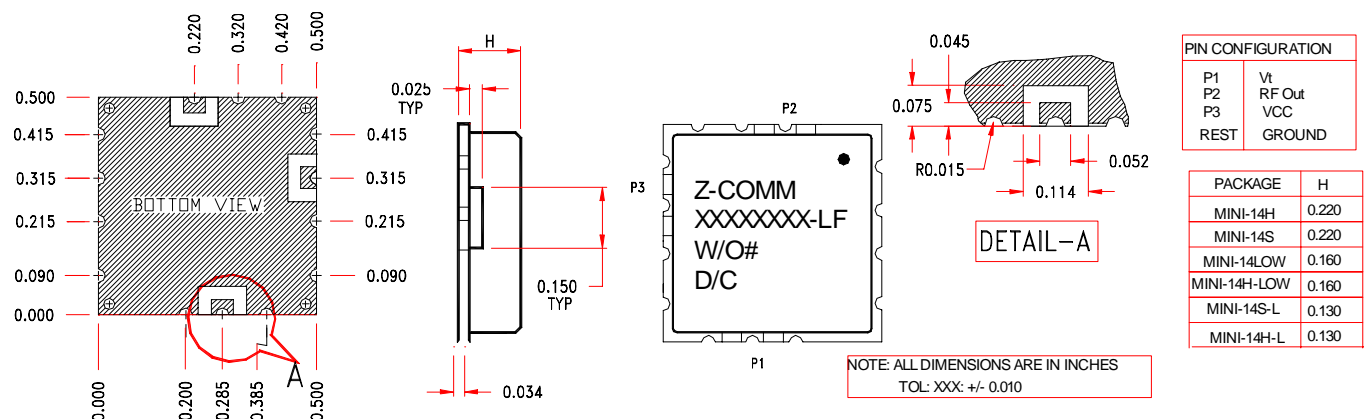 0.220
0.320
0.420
0.500
0.500
0.415
0.315
0.215
0.090
0.000
0.415
0.315
0.215
0.090
BOTTOM VIEW
A
0.000
0.200
0.285
0.385
0.500
H
0.025
TYP
0.150
TYP
0.034
P2
P3
Z-COMM
XXXXXXXX-LF
W/O#
D/C
P1
0.045
0.075
R0.015
0.052
0.114
DETAIL-A
NOTE: ALL DIMENSIONS ARE IN INCHES
TOL: XXX: +/- 0.010
PIN CONFIGURATION
P1 Vt
P2 RF Out
P3 VCC
REST GROUND
PACKAGE H
MINI-14H 0.220
MINI-14S 0.220
MINI-14LOW 0.160
MINI-14H-LOW 0.160
MINI-14S-L 0.130
MINI-14H-L 0.130